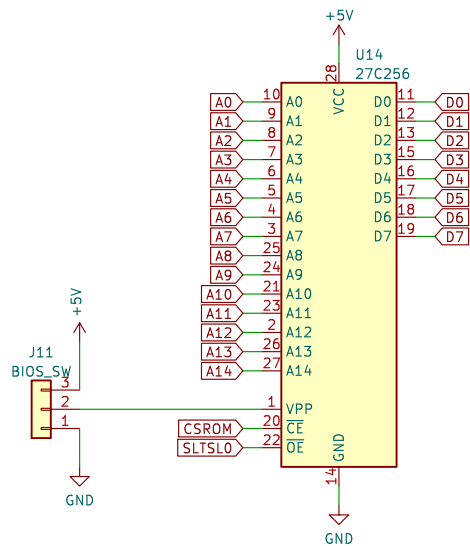 +5V
U14
27C256
28
VCC
A0 10 A0 D0 11 D0
A1 9 A1 D1 12 D1
A2 8 A2 D2 13 D2
A3 7 A3 D3 15 D3
A4 6 A4 D4 16 D4
A5 5 A5 D5 17 D5
A6 4 A6 D6 18 D6
A7 3 A7 D7 19 D7
A8 25 A8
A9 24 A9
A10 21 A10
A11 23 A11
A12 2 A12
A13 26 A13
A14 27 A14
+5V
J11
BIOS_SW
3
2
1
GND
1 VPP
CSROM 20 CE
SLTSL0 22 OE
GND
14
GND